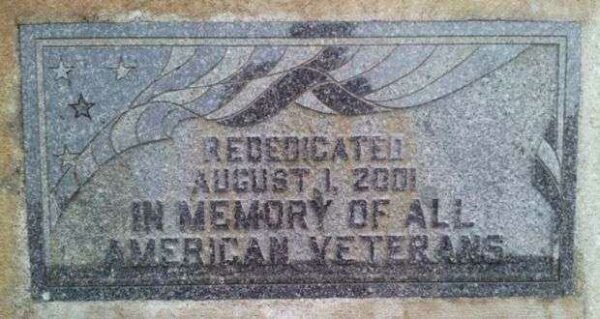 REDEDICATED
AUGUST 1, 2001
IN MEMORY OF ALL
AMERICAN VETERANS